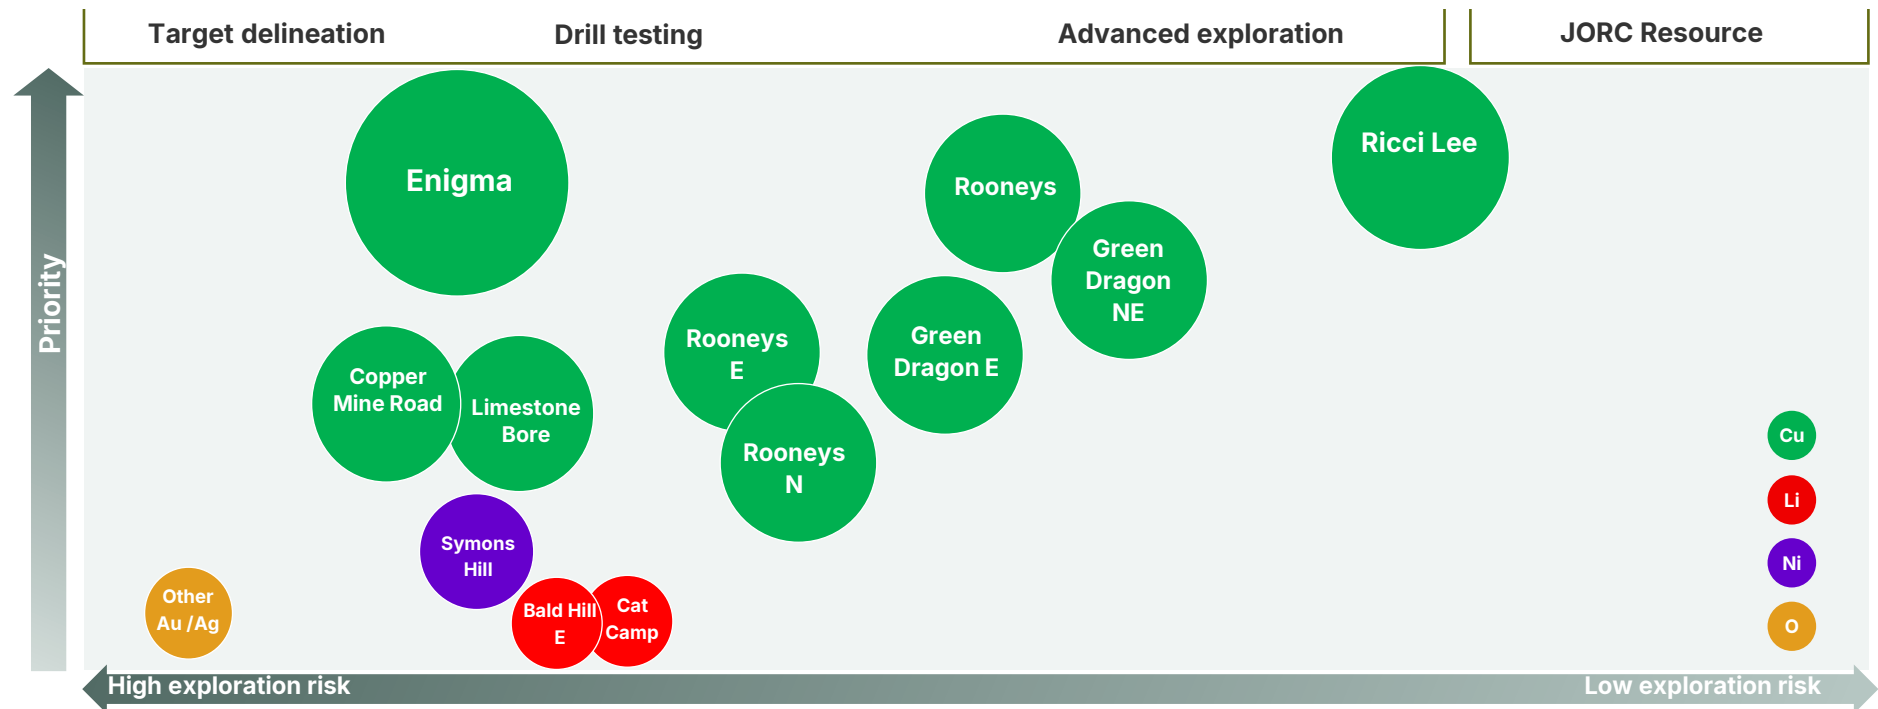 Target delineation
Drill testing
Advanced exploration
JORC Resource
Priority
Enigma
Ricci Lee
Rooneys
Green
Dragon
NE
Rooneys
E
Green
Dragon E
Copper
Mine Road
Limestone
Bore
Rooneys
N
Symons
Hill
Other
Au /Ag
Bald Hill
E
Cat
Camp
Cu
Li
Ni
O
High exploration risk
Low exploration risk